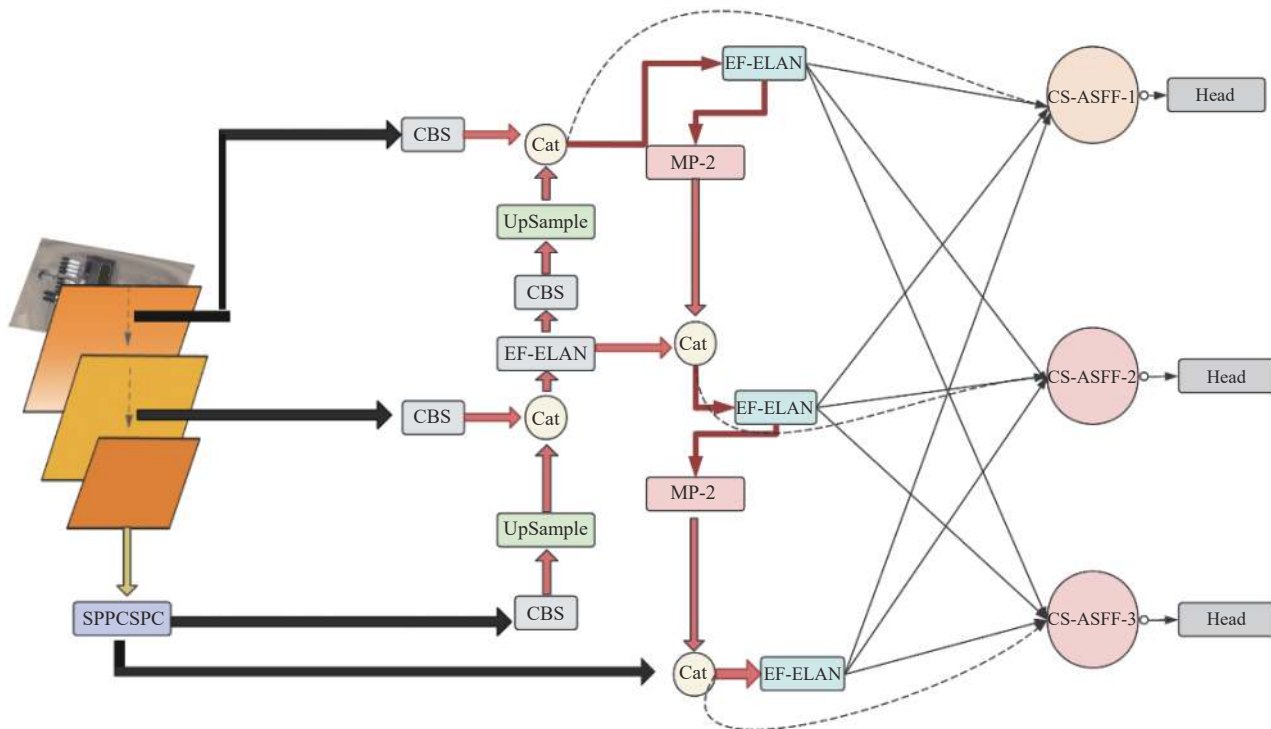 EF-ELAN
CS-ASFF-1
Head
CBS
Cat
MP-2
UpSample
CBS
EF-ELAN
Cat
CS-ASFF-2
Head
CBS
Cat
EF-ELAN
MP-2
UpSample
SPPCSPC
CBS
CS-ASFF-3
Head
Cat
EF-ELAN